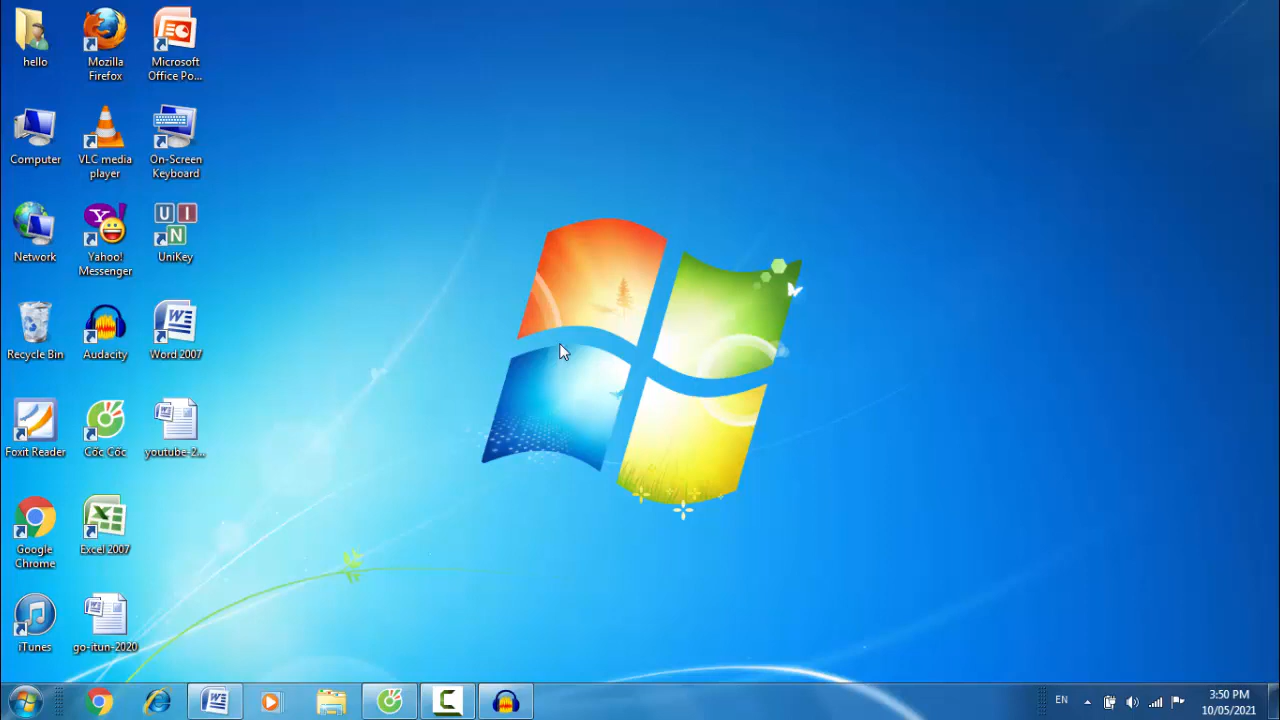 hello
Mozilla
Firefox
Microsoft
Office Po...
Computer
VLC media
player
On-Screen
Keyboard
Network
Yahoo!
Messenger
U I
N
UniKey
Recycle Bin
Audacity
Word 2007
Foxit Reader
Cốc Cốc
youtube-2...
Google
Chrome
Excel 2007
iTunes
go-itun-2020
EN
3:50 PM
10/05/2021